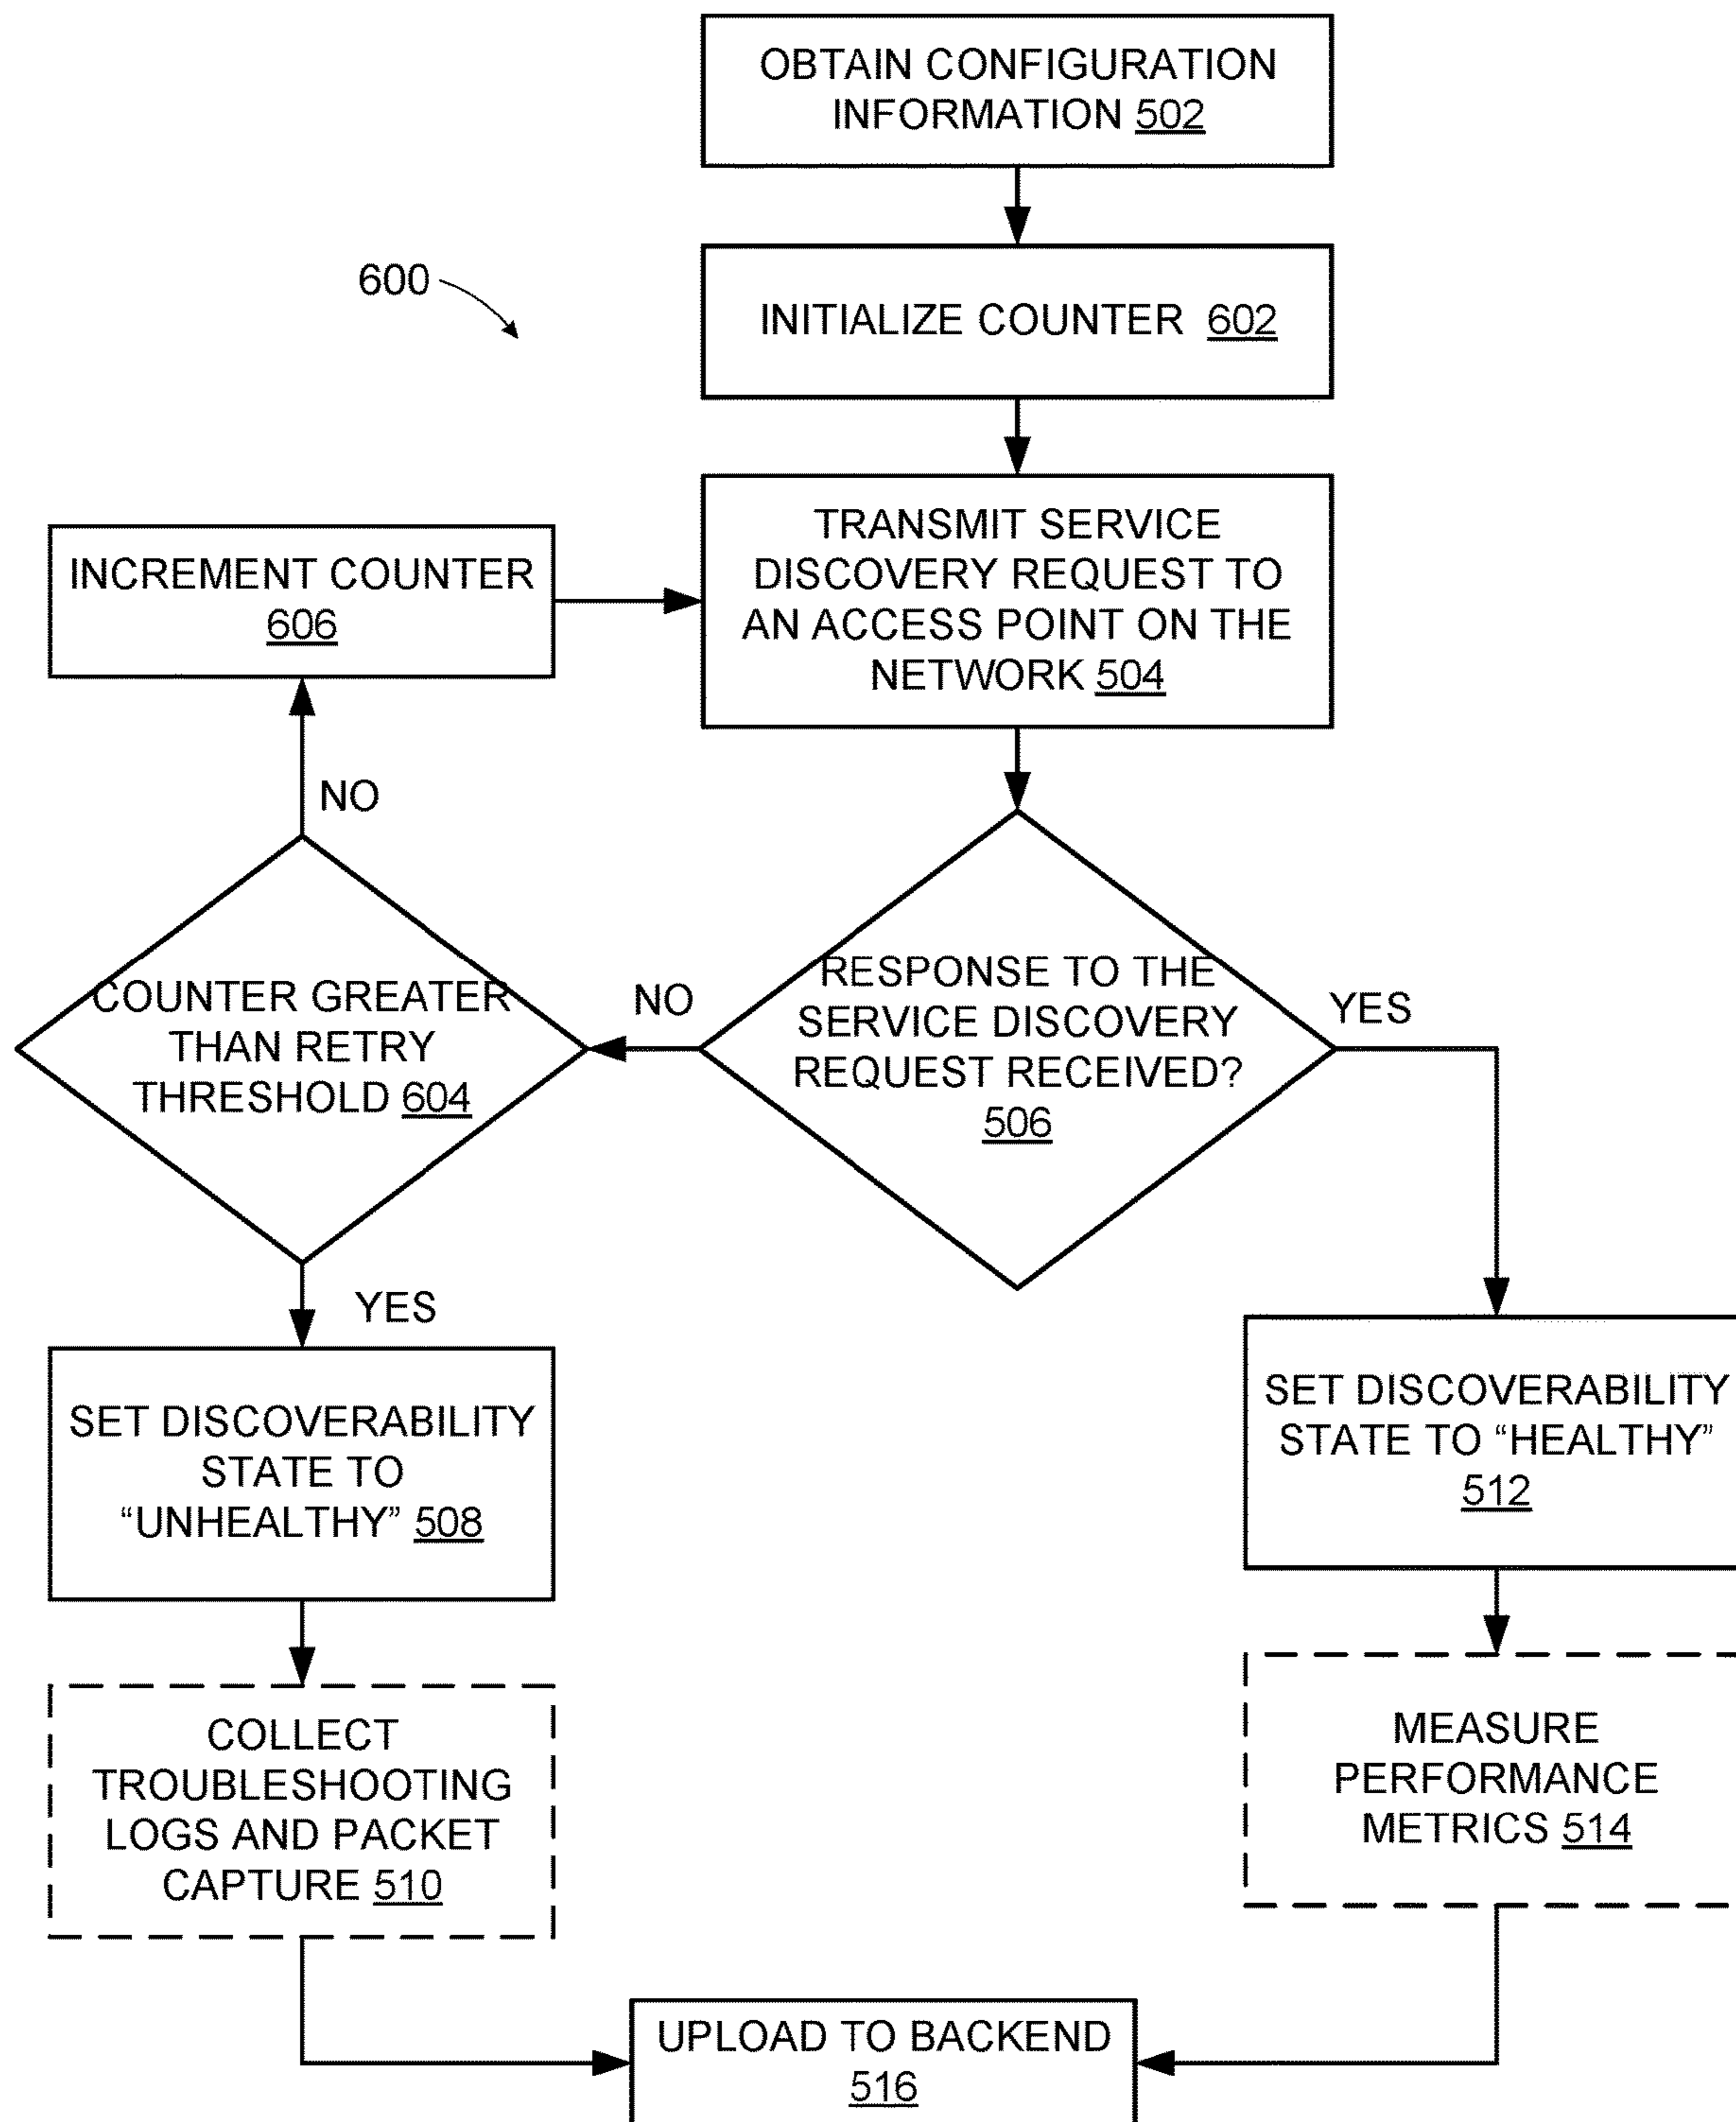 OBTAIN CONFIGURATION
INFORMATION 502
600
INITIALIZE COUNTER 602
TRANSMIT SERVICE
DISCOVERY REQUEST TO
AN ACCESS POINT ON THE
NETWORK 504
INCREMENT COUNTER
606
NO
RESPONSE TO THE
SERVICE DISCOVERY
REQUEST RECEIVED?
506
NO
YES
COUNTER GREATER
THAN RETRY
THRESHOLD 604
YES
SET DISCOVERABILITY
STATE TO
“UNHEALTHY” 508
SET DISCOVERABILITY
STATE TO “HEALTHY”
512
COLLECT
TROUBLESHOOTING
LOGS AND PACKET
CAPTURE 510
MEASURE
PERFORMANCE
METRICS 514
UPLOAD TO BACKEND
516